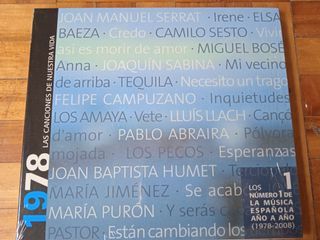 1978
LAS CANCIONES DE NUESTRA VIDA
JOAN MANUEL SERRAT · Irene · ELSA
BAEZA · Credo · CAMILO SESTO · Vivir
así es morir de amor · MIGUEL BOSÉ
Anna · JOAQUÍN SABINA · Mi vecino
de arriba · TEQUILA · Necesito un trago
FELIPE CAMPUZANO · Inquietudes
LOS AMAYA · Vete · LLUÍS LLACH · Cançó
d'amor · PABLO ABRAIRA · Pólvora
mojada · LOS PECOS · Esperanzas
JOAN BAPTISTA HUMET · Terciop
MARÍA JIMÉNEZ · Se acabó
MARÍA PURÓN · Y serás c
PASTOR · Están cambiando los
LOS 1
NÚMERO 1 DE
LA MÚSICA
ESPAÑOLA
AÑO A AÑO
(1978-2008)